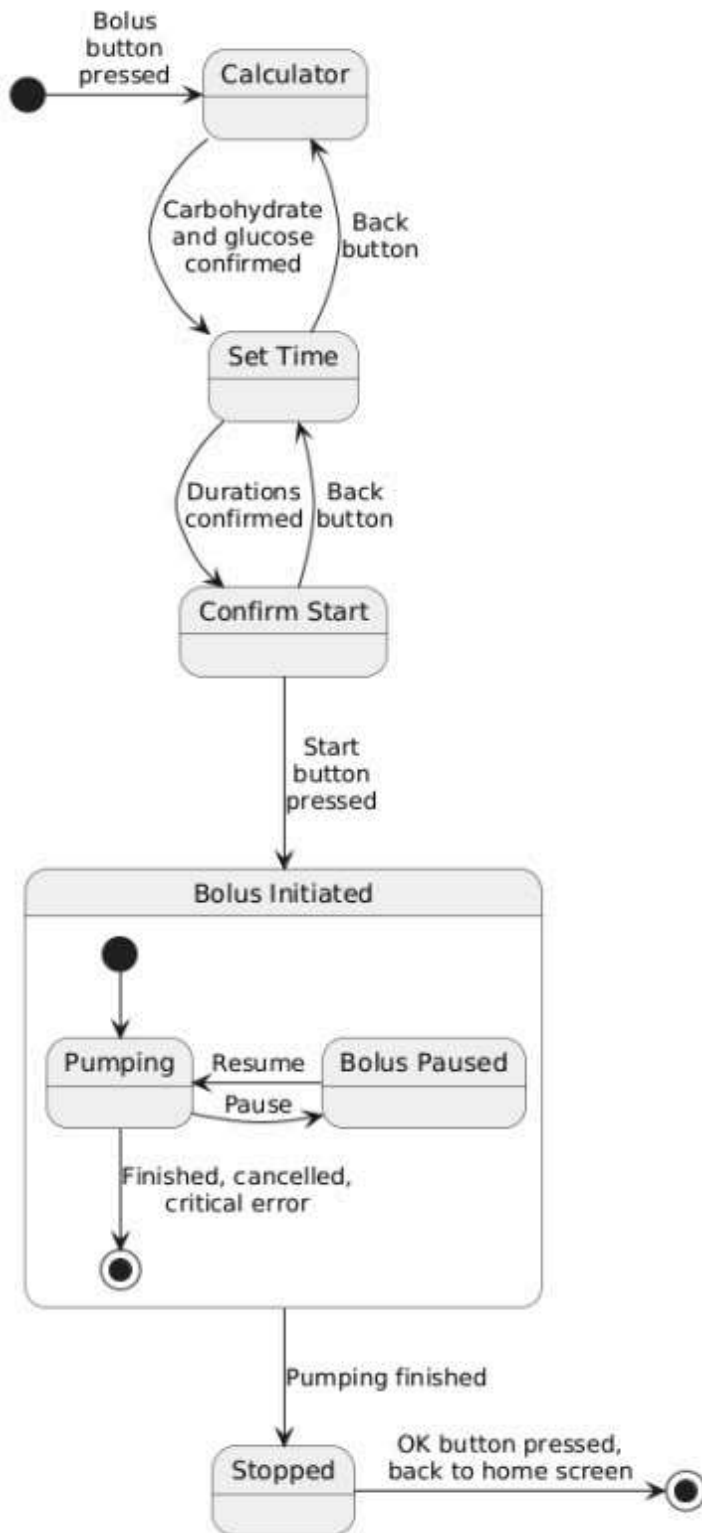 Bolus
button
pressed
Calculator
Carbohydrate
and glucose
confirmed
Back
button
Set Time
Durations
confirmed
Back
button
Confirm Start
Start
button
pressed
Bolus Initiated
Pumping
Resume
Bolus Paused
Pause
Finished, cancelled,
critical error
Pumping finished
OK button pressed,
back to home screen
Stopped